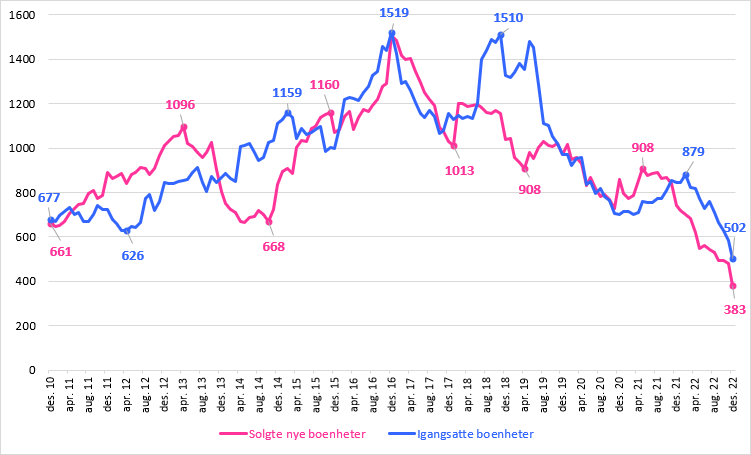 1600
1519
1510
1400
1159
1160
1200
1096
1000
1013
908
908
879
800
677
600
661
626
668
502
400
383
200
0
des. 10
apr. 11
aug. 11
des. 11
apr. 12
aug. 12
des. 12
apr. 13
aug. 13
des. 13
apr. 14
aug. 14
des. 14
apr. 15
aug. 15
des. 15
apr. 16
aug. 16
des. 16
apr. 17
aug. 17
des. 17
apr. 18
aug. 18
des. 18
apr. 19
aug. 19
des. 19
apr. 20
aug. 20
des. 20
apr. 21
aug. 21
des. 21
apr. 22
aug. 22
des. 22
Solgte nye boenheter
Igangsatte boenheter